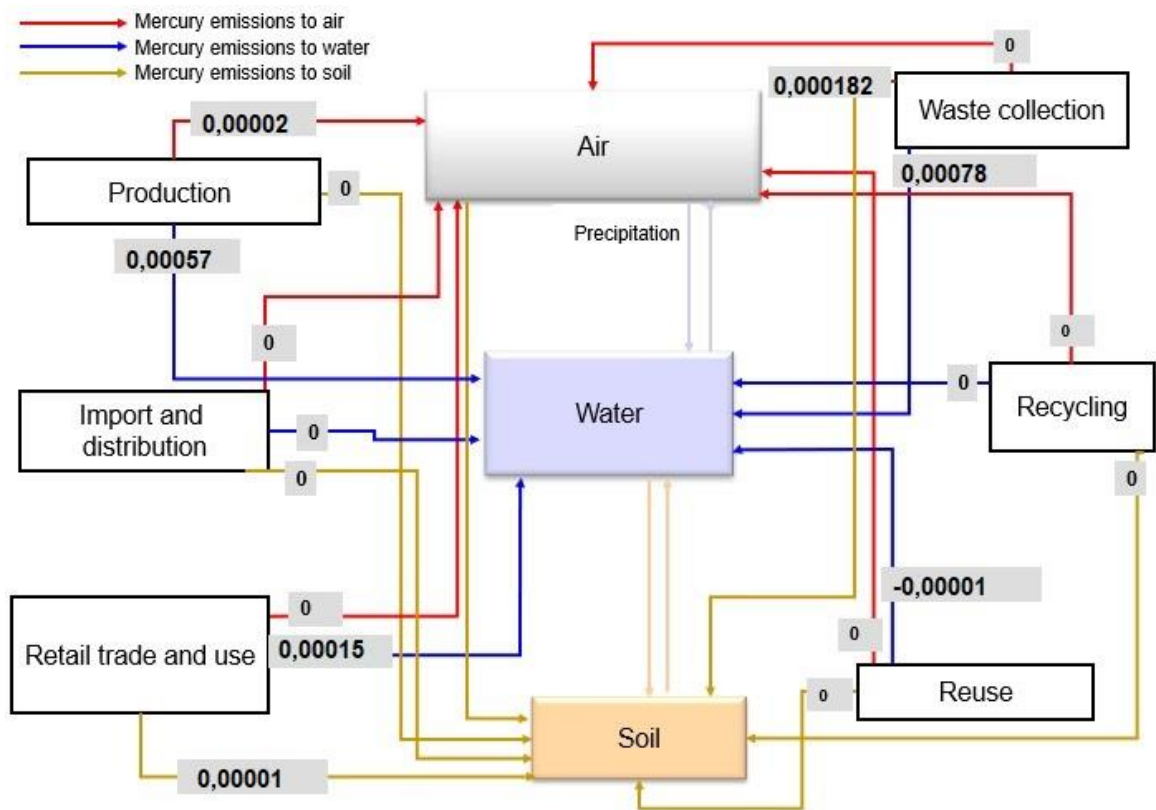 Mercury emissions to air
Mercury emissions to water
Mercury emissions to soil
0
0,000182
Waste collection
0,00002
Air
0,00078
Production
0
Precipitation
0,00057
0
0
Import and
distribution
0
0
Water
0
Recycling
0
-0,00001
0
Retail trade and use
0,00015
0
Reuse
0
Soil
0,00001